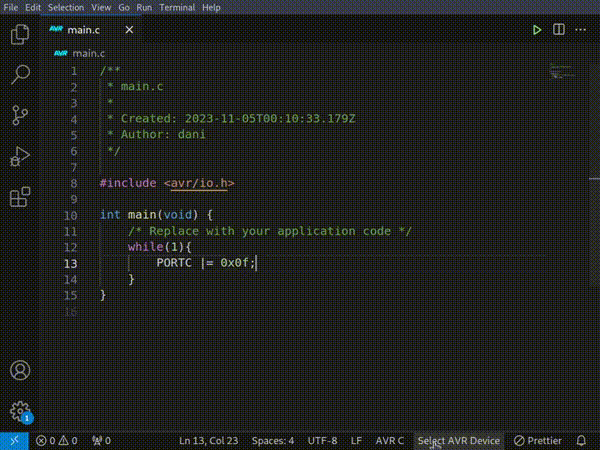 File Edit Selection View Go Run Terminal Help
AVR main.c
AVR main.c
1 /**
2 * main.c
3 *
4 * Created: 2023-11-05T00:10:33.179Z
5 * Author: dani
6 */
7
8 #include <avr/io.h>
9
10 int main(void) {
11 /* Replace with your application code */
12 while(1){
13 PORTC |= 0x0f;
14 }
15 }
16
1
0 0 0 Ln 13, Col 23 Spaces: 4 UTF-8 LF AVR C Select AVR Device Prettier